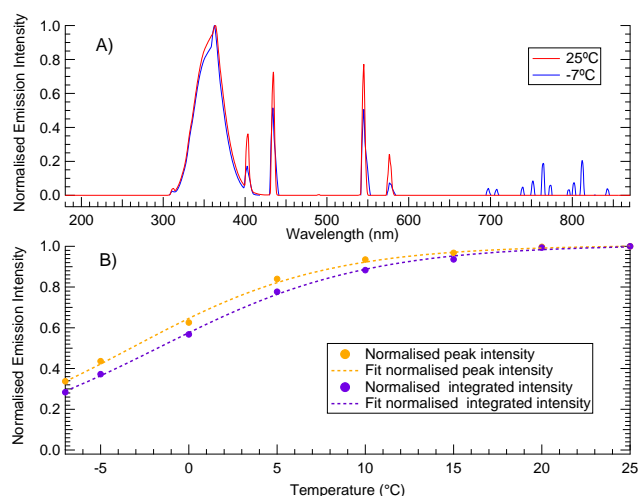 Normalised Emission Intensity
1.0
0.8
0.6
0.4
0.2
0.0
A)
25ºC
-7ºC
200 300 400 500 600 700 800
Wavelength (nm)
Normalised Emission Intensity
1.0
0.8
0.6
0.4
0.2
0.0
B)
Normalised peak intensity
Fit normalised peak intensity
Normalised integrated intensity
Fit normalised integrated intensity
-5 0 5 10 15 20 25
Temperature (°C)